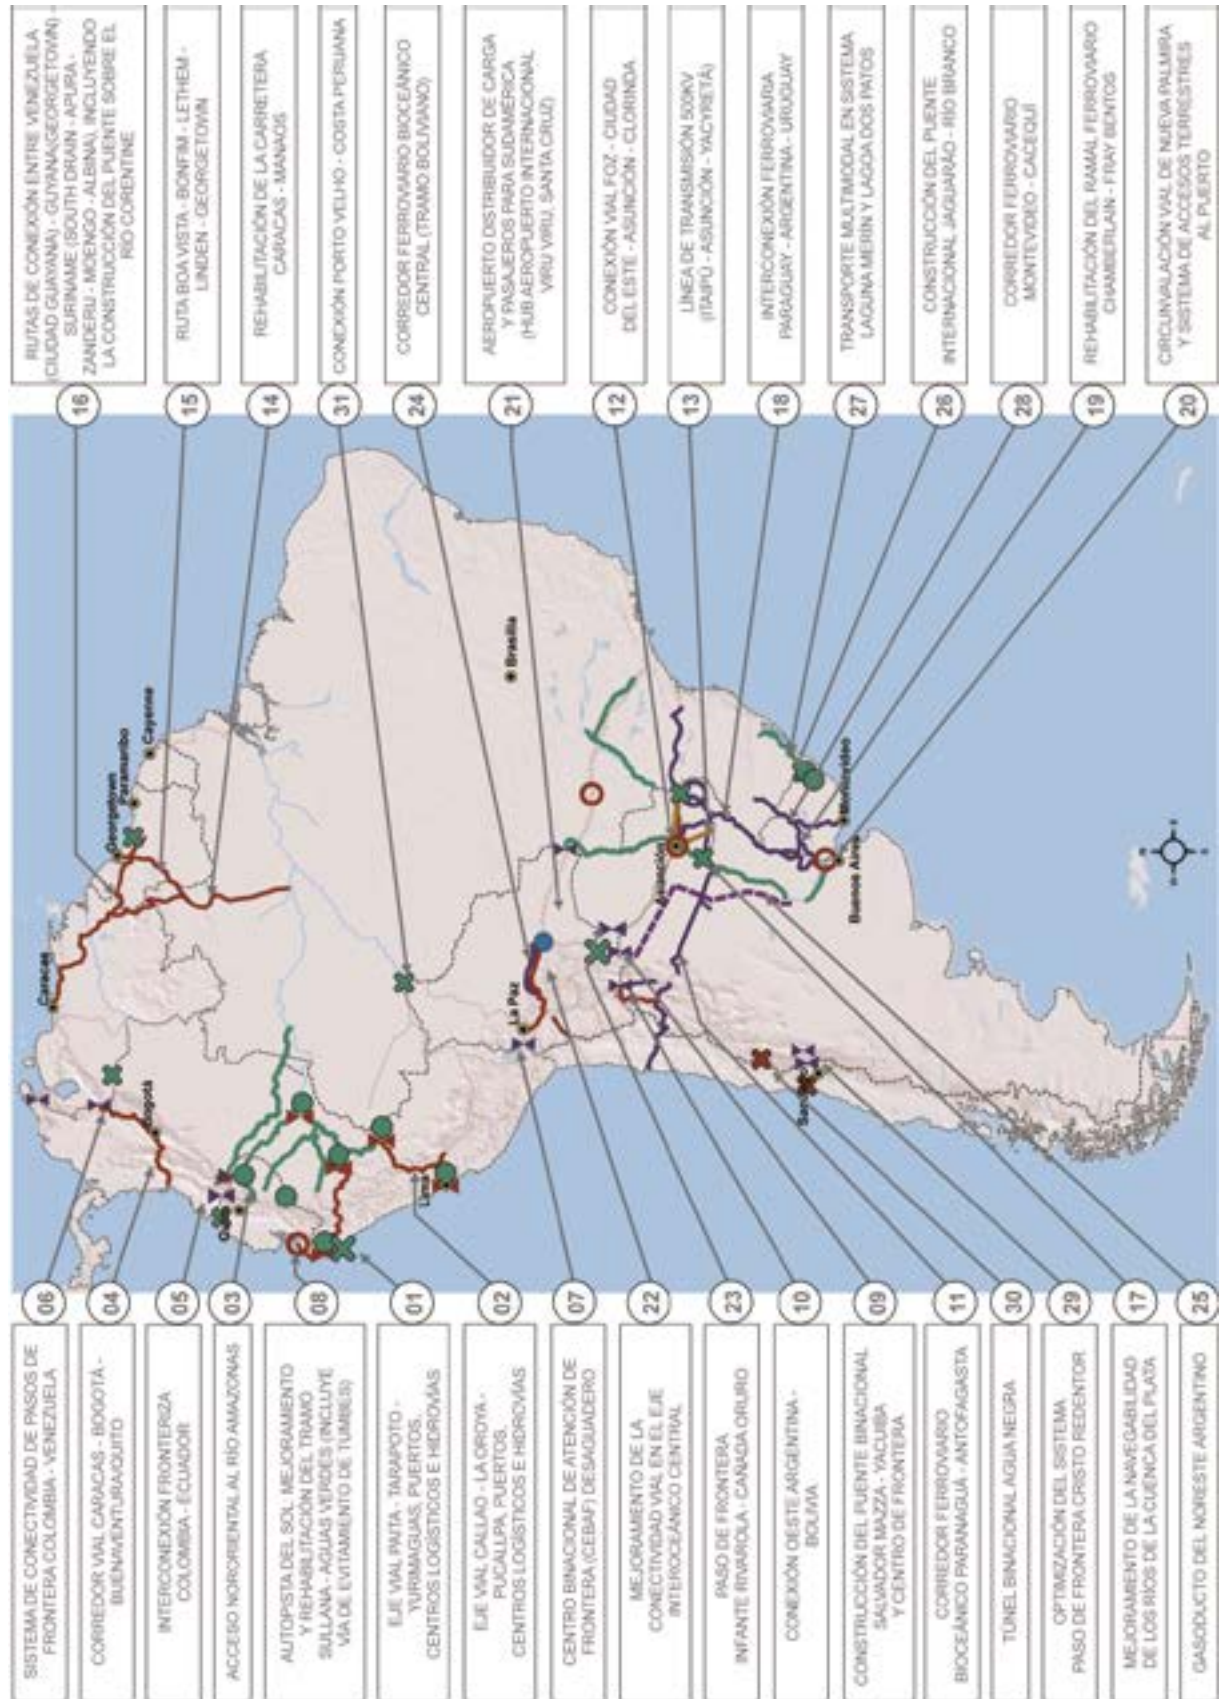 16
RUTAS DE CONEXIÓN ENTRE VENEZUELA
(CIUDAD GUAYANA) - GUYANA (GEORGETOWN) -
SURINAME (SOUTH DRAIN - APURA -
ZANDERIJ - MOENGO - ALBINA), INCLUYENDO
LA CONSTRUCCIÓN DEL PUENTE SOBRE EL
RÍO CORENTINE
15
RUTA BOA VISTA - BONFIM - LETHEM -
LINDEN - GEORGETOWN
14
REHABILITACIÓN DE LA CARRETERA
CARACAS - MANAOS
31
CONEXIÓN PORTO VELHO - COSTA PERUANA
24
CORREDOR FERROVIARIO BIOCEÁNICO
CENTRAL (TRAMO BOLIVIANO)
21
AEROPUERTO DISTRIBUIDOR DE CARGA
Y PASAJEROS PARA SUDAMÉRICA
(HUB AEROPUERTO INTERNACIONAL
VIRU VIRU, SANTA CRUZ)
12
CONEXIÓN VIAL FOZ - CIUDAD
DEL ESTE - ASUNCIÓN - CLORINDA
13
LÍNEA DE TRANSMISIÓN 500KV
(ITAIPÚ - ASUNCIÓN - YACYRETÁ)
18
INTERCONEXIÓN FERROVIARIA
PARAGUAY - ARGENTINA - URUGUAY
27
TRANSPORTE MULTIMODAL EN SISTEMA
LAGUNA MERÍN Y LAGOA DOS PATOS
26
CONSTRUCCIÓN DEL PUENTE
INTERNACIONAL JAGUARÃO - RÍO BRANCO
28
CORREDOR FERROVIARIO
MONTEVIDEO - CACEQUÍ
19
REHABILITACIÓN DEL RAMAL FERROVIARIO
CHAMBERLAIN - FRAY BENTOS
20
CIRCUNVALACIÓN VIAL DE NUEVA PALMIRA
Y SISTEMA DE ACCESOS TERRESTRES
AL PUERTO
Caracas
Georgetown
Paramaribo
Cayenne
Bogotá
Quito
Lima
La Paz
Brasilia
Asunción
Buenos Aires
Montevideo
06
SISTEMA DE CONECTIVIDAD DE PASOS DE
FRONTERA COLOMBIA - VENEZUELA
04
CORREDOR VIAL CARACAS - BOGOTÁ -
BUENAVENTURA/QUITO
05
INTERCONEXIÓN FRONTERIZA
COLOMBIA - ECUADOR
03
ACCESO NORORIENTAL AL RÍO AMAZONAS
08
AUTOPISTA DEL SOL. MEJORAMIENTO
Y REHABILITACIÓN DEL TRAMO
SULLANA - AGUAS VERDES (INCLUYE
VÍA DE EVITAMIENTO DE TUMBES)
01
EJE VIAL PAITA - TARAPOTO -
YURIMAGUAS, PUERTOS,
CENTROS LOGÍSTICOS E HIDROVÍAS
02
EJE VIAL CALLAO - LA OROYA -
PUCALLPA, PUERTOS,
CENTROS LOGÍSTICOS E HIDROVÍAS
07
CENTRO BINACIONAL DE ATENCIÓN DE
FRONTERA (CEBAF) DESAGUADERO
22
MEJORAMIENTO DE LA
CONECTIVIDAD VIAL EN EL EJE
INTEROCEÁNICO CENTRAL
23
PASO DE FRONTERA
INFANTE RIVAROLA - CAÑADA ORURO
10
CONEXIÓN OESTE ARGENTINA -
BOLIVIA
09
CONSTRUCCIÓN DEL PUENTE BINACIONAL
SALVADOR MAZZA - YACUIBA
Y CENTRO DE FRONTERA
11
CORREDOR FERROVIARIO
BIOCEÁNICO PARANAGUÁ - ANTOFAGASTA
30
TUNEL BINACIONAL AGUA NEGRA
29
OPTIMIZACIÓN DEL SISTEMA
PASO DE FRONTERA CRISTO REDENTOR
17
MEJORAMIENTO DE LA NAVEGABILIDAD
DE LOS RÍOS DE LA CUENCA DEL PLATA
25
GASODUCTO DEL NORESTE ARGENTINO